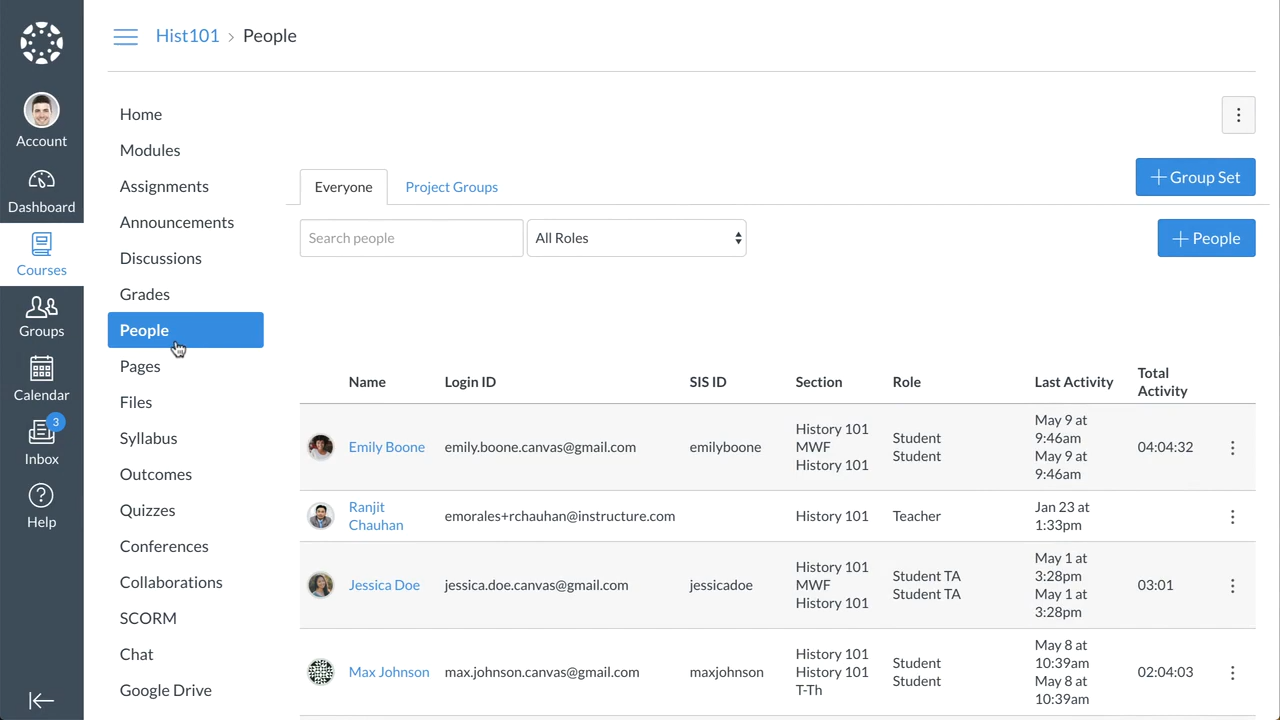 Hist101 › People
Account
Dashboard
Courses
Groups
Calendar
3
Inbox
Help
Home
Modules
Assignments
Announcements
Discussions
Grades
People
Pages
Files
Syllabus
Outcomes
Quizzes
Conferences
Collaborations
SCORM
Chat
Google Drive
Everyone
Project Groups
+ Group Set
Search people
All Roles
+ People
Name Login ID SIS ID Section Role Last Activity Total
Activity
Emily Boone emily.boone.canvas@gmail.com emilyboone
History 101
MWF
History 101
Student
Student
May 9 at
9:46am
May 9 at
9:46am
04:04:32
Ranjit
Chauhan
emorales+rchauhan@instructure.com
History 101
Teacher
Jan 23 at
1:33pm
Jessica Doe jessica.doe.canvas@gmail.com jessicadoe
History 101
MWF
History 101
Student TA
Student TA
May 1 at
3:28pm
May 1 at
3:28pm
03:01
Max Johnson max.johnson.canvas@gmail.com maxjohnson
History 101
History 101
T-Th
Student
Student
May 8 at
10:39am
May 8 at
10:39am
02:04:03